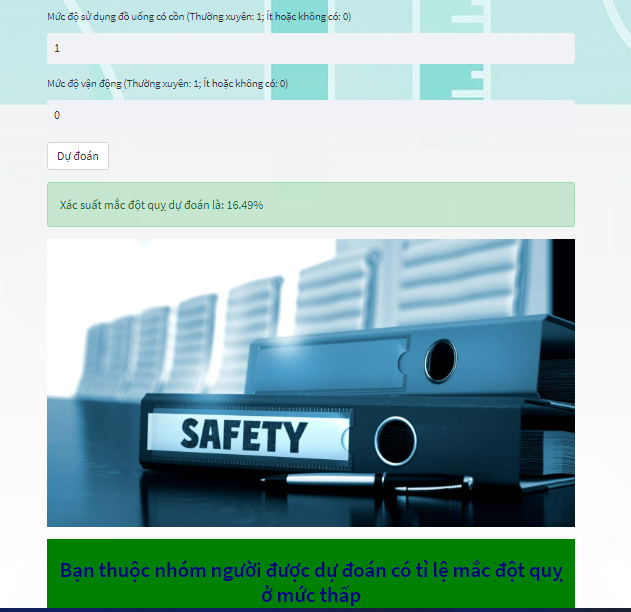 Mức độ sử dụng đồ uống có cồn (Thường xuyên: 1; Ít hoặc không có: 0)
1
Mức độ vận động (Thường xuyên: 1; Ít hoặc không có: 0)
0
Dự đoán
Xác suất mắc đột quỵ dự đoán là: 16.49%
SAFETY
Bạn thuộc nhóm người được dự đoán có tỉ lệ mắc đột quỵ
ở mức thấp